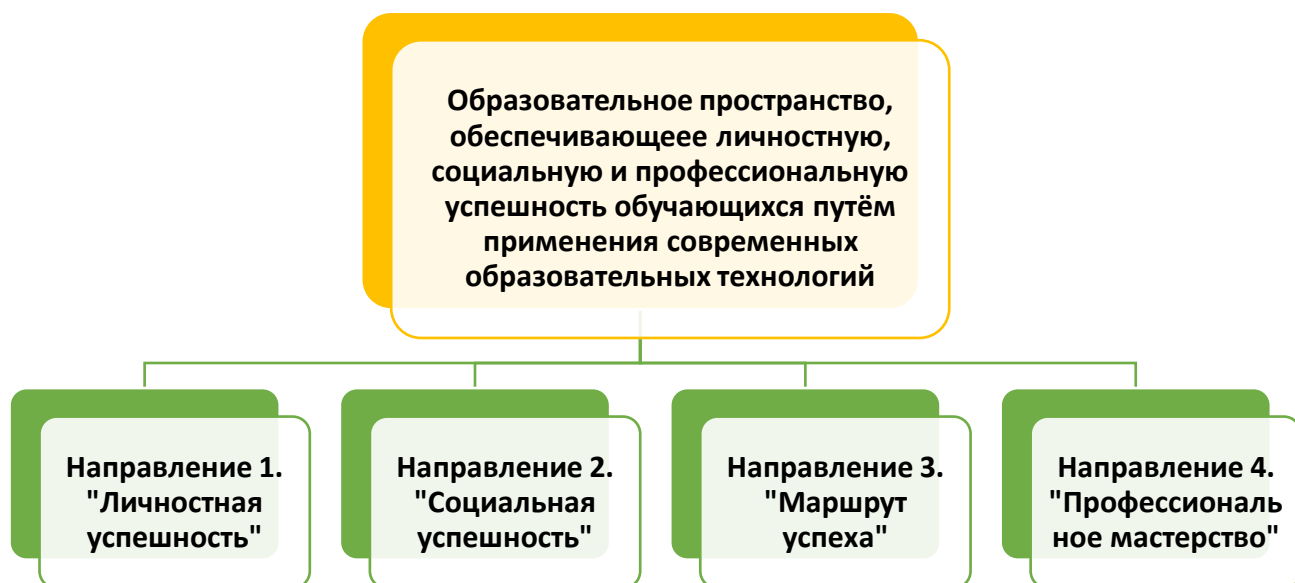 Образовательное пространство,
обеспечивающеее личностную,
социальную и профессиональную
успешность обучающихся путём
применения современных
образовательных технологий
Направление 1.
"Личностная
успешность"
Направление 2.
"Социальная
успешность"
Направление 3.
"Маршрут
успеха"
Направление 4.
"Профессиональ
ное мастерство"